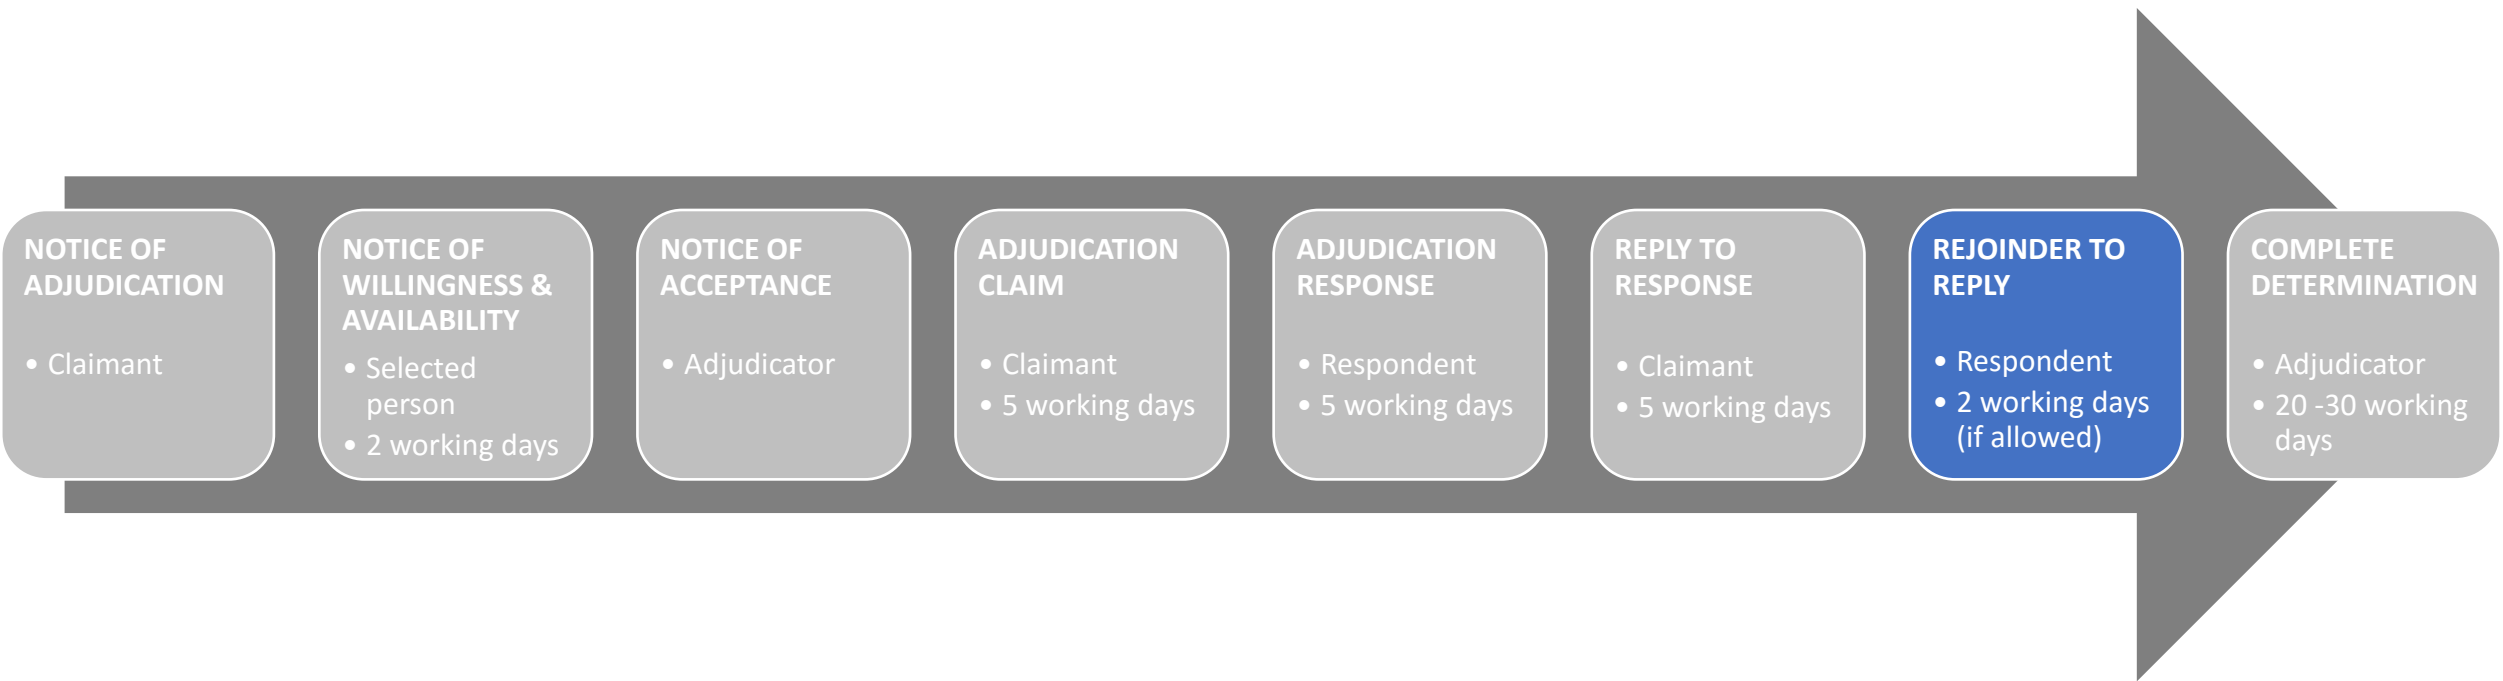 NOTICE OF
ADJUDICATION
• Claimant
NOTICE OF
WILLINGNESS &
AVAILABILITY
• Selected
person
• 2 working days
NOTICE OF
ACCEPTANCE
• Adjudicator
ADJUDICATION
CLAIM
• Claimant
• 5 working days
ADJUDICATION
RESPONSE
• Respondent
• 5 working days
REPLY TO
RESPONSE
• Claimant
• 5 working days
REJOINDER TO
REPLY
• Respondent
• 2 working days
(if allowed)
COMPLETE
DETERMINATION
• Adjudicator
• 20 -30 working
days